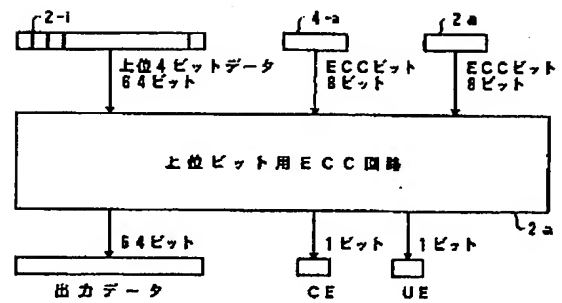 2-i
4-a
2a
上位4ビットデータ
64ビット
ECCビット
8ビット
ECCビット
8ビット
上位ビット用ECC回路
2a
64ビット
1ビット
1ビット
出力データ
CE
UE